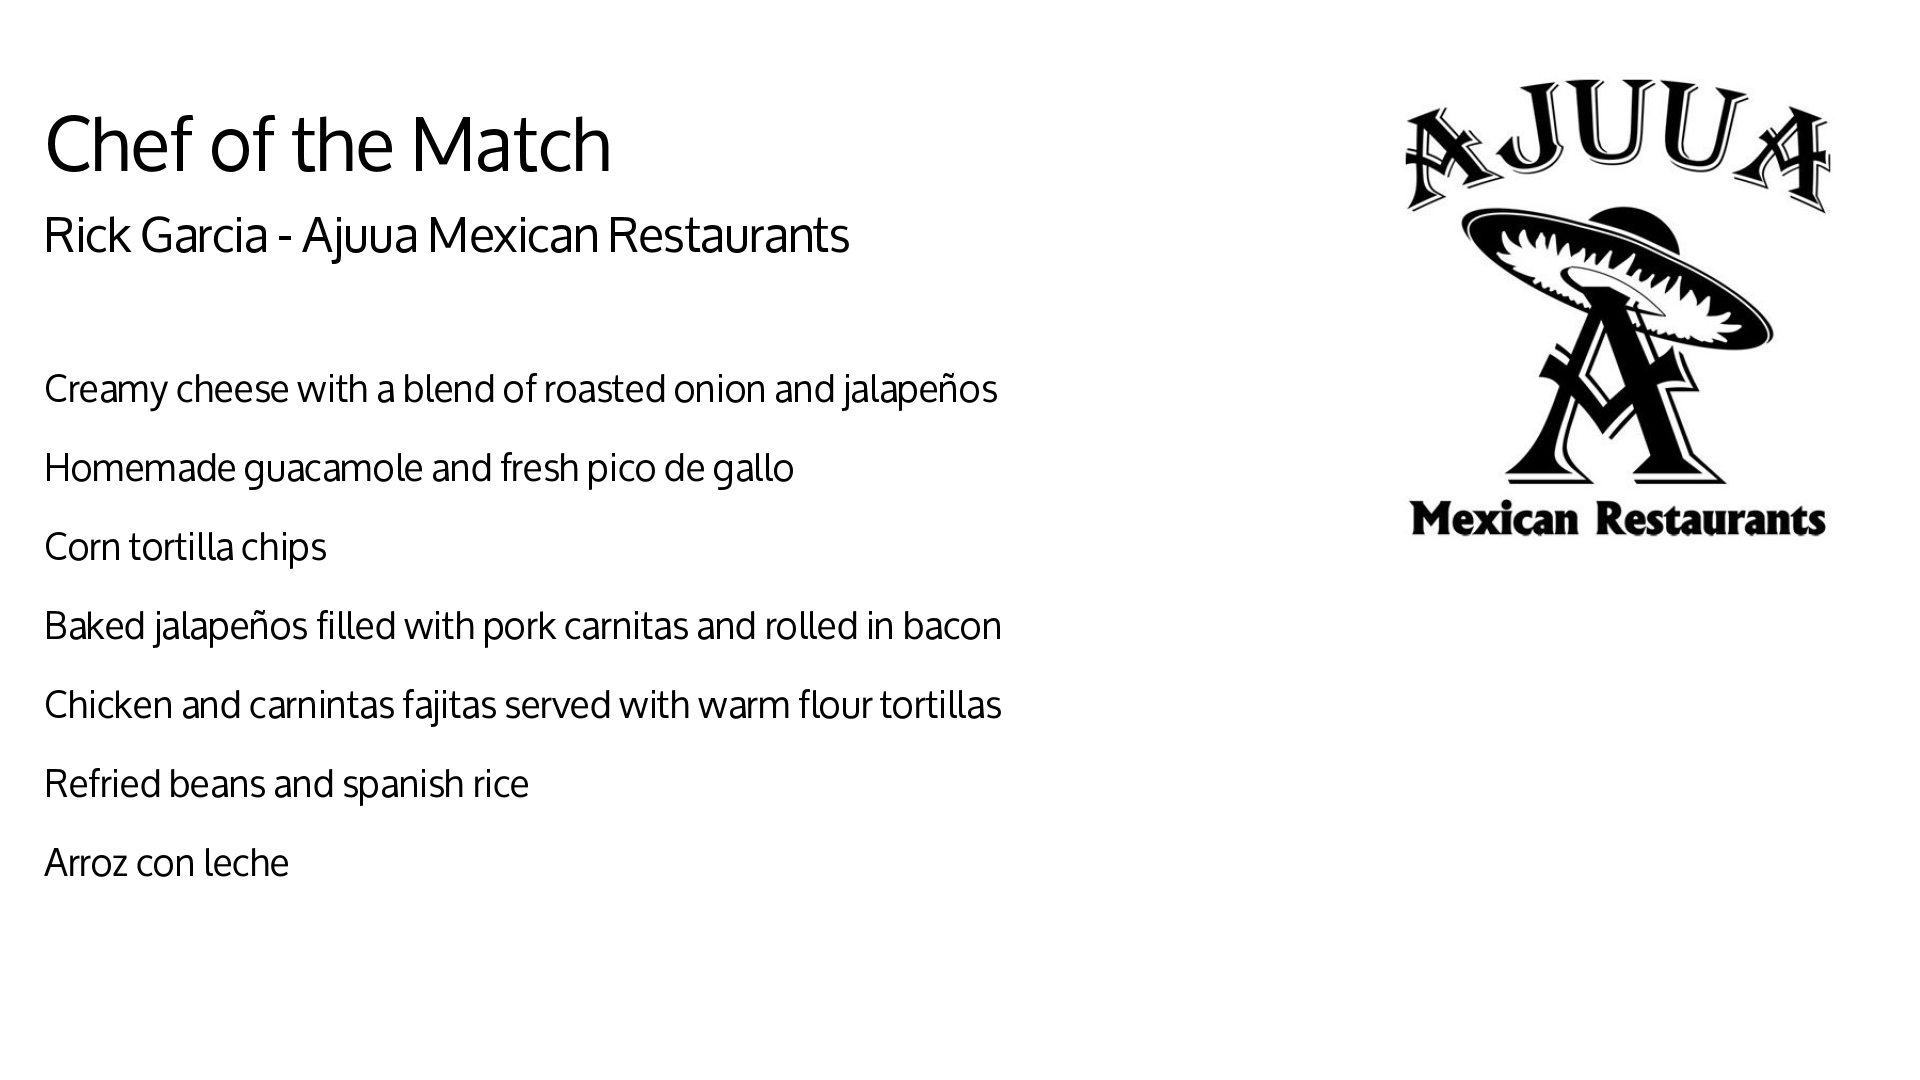 Chef of the Match
Rick Garcia - Ajuua Mexican Restaurants
Creamy cheese with a blend of roasted onion and jalapeños
Homemade guacamole and fresh pico de gallo
Corn tortilla chips
Baked jalapeños filled with pork carnitas and rolled in bacon
Chicken and carnintas fajitas served with warm flour tortillas
Refried beans and spanish rice
Arroz con leche
AJUUA
A
Mexican Restaurants